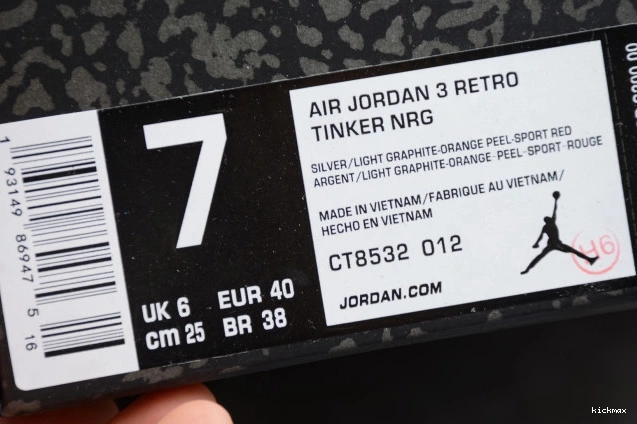 1 93149 86947 5 16
7
UK 6 EUR 40
cm 25 BR 38
AIR JORDAN 3 RETRO
TINKER NRG
SILVER/LIGHT GRAPHITE-ORANGE PEEL-SPORT RED
ARGENT/LIGHT GRAPHITE-ORANGE-PEEL-SPORT-ROUGE
MADE IN VIETNAM/FABRIQUE AU VIETNAM/
HECHO EN VIETNAM
CT8532 012
JORDAN.COM
kickmax